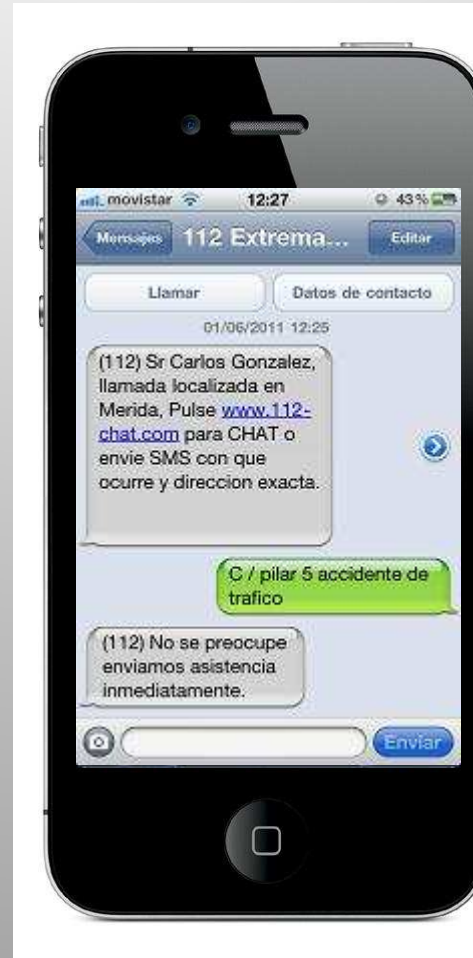 movistar 12:27 43%
Mensajes 112 Extrema... Editar
Llamar Datos de contacto
01/06/2011 12:25
(112) Sr Carlos Gonzalez,
llamada localizada en
Merida, Pulse www.112-
chat.com para CHAT o
envie SMS con que
ocurre y direccion exacta.
C / pilar 5 accidente de
trafico
(112) No se preocupe
enviamos asistencia
inmediatamente.
Enviar